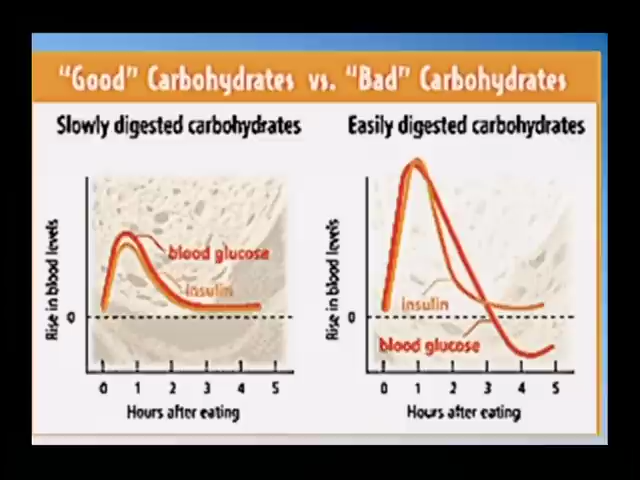 “Good” Carbohydrates vs. “Bad” Carbohydrates
Slowly digested carbohydrates
Rise in blood levels
blood glucose
insulin
0
0 1 2 3 4 5
Hours after eating
Easily digested carbohydrates
Rise in blood levels
insulin
0
blood glucose
0 1 2 3 4 5
Hours after eating